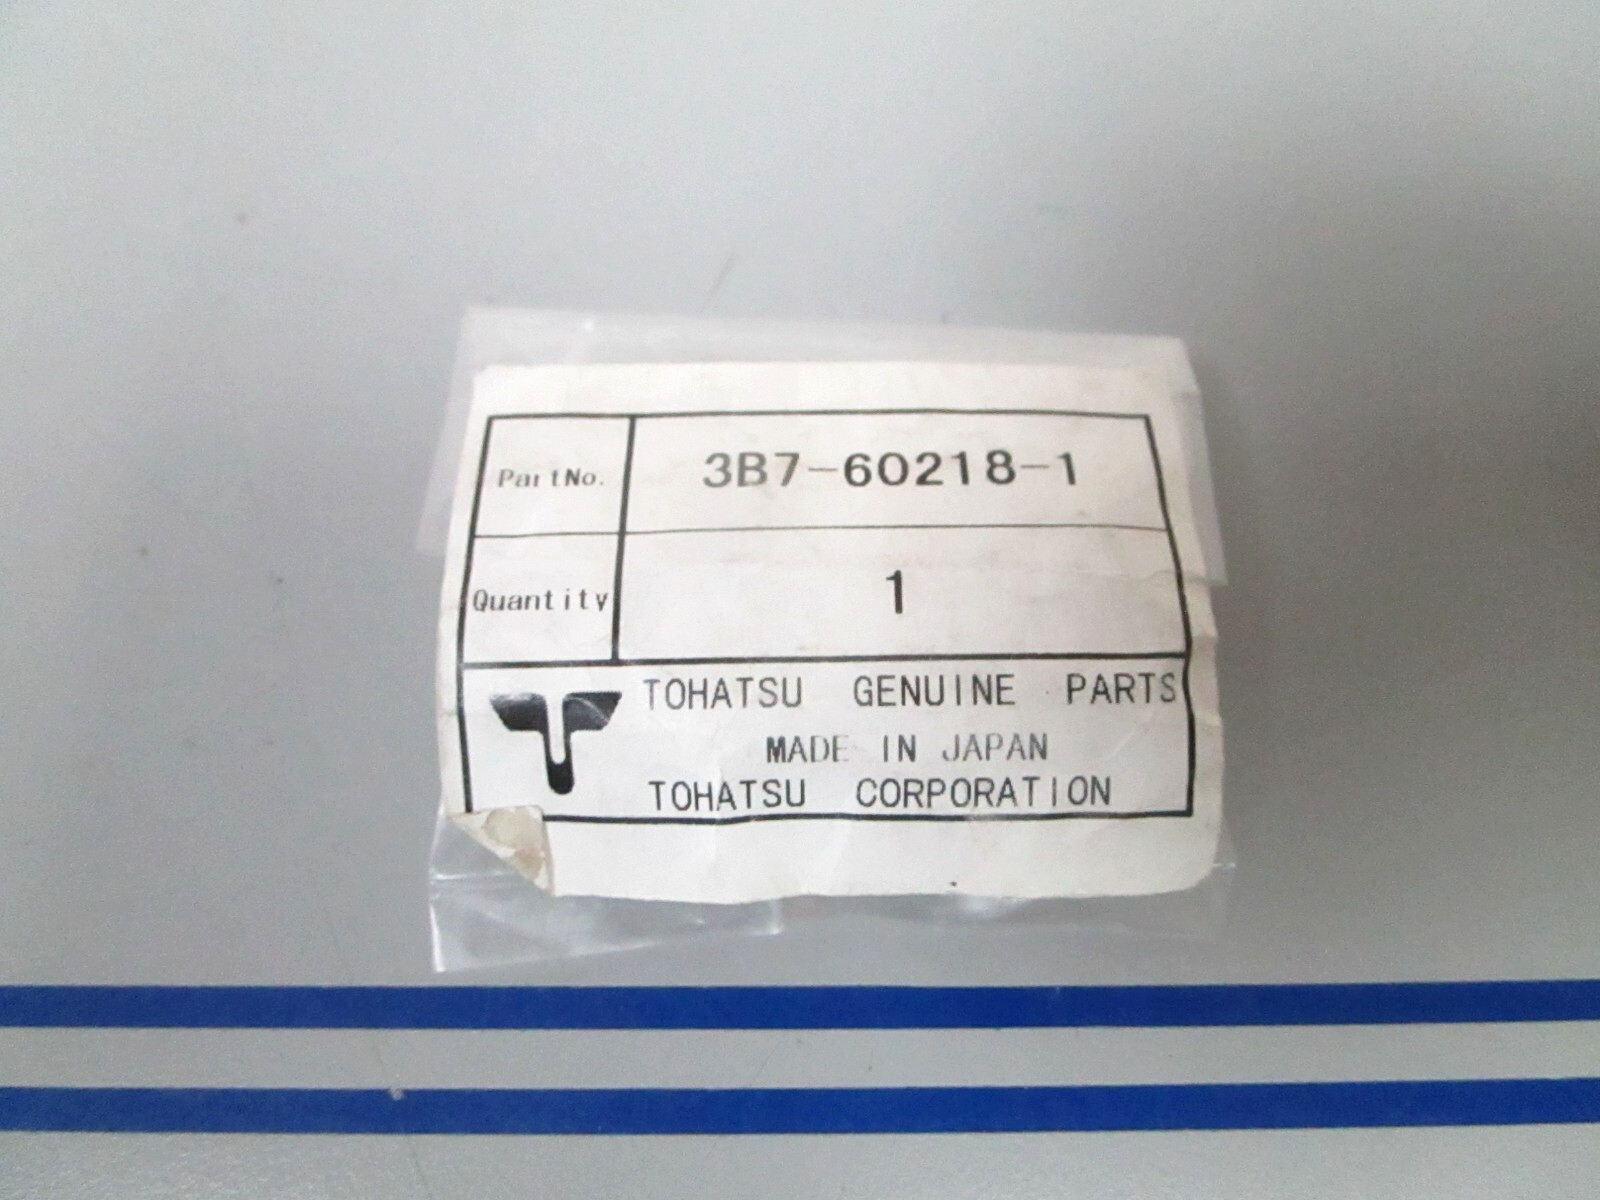 PartNo. 3B7-60218-1
Quantity 1
TOHATSU GENUINE PARTS
MADE IN JAPAN
TOHATSU CORPORATION